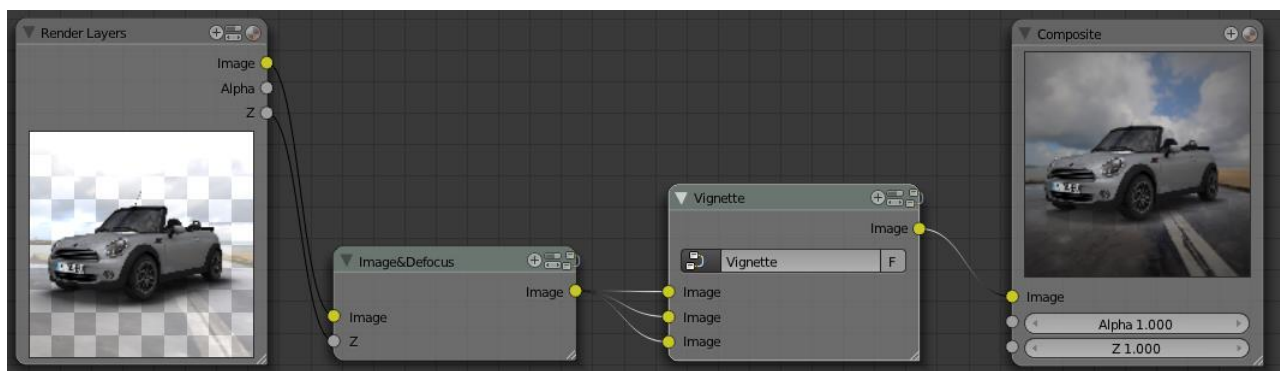 Render Layers
Image
Alpha
Z
Image&Defocus
Image
Image
Z
Vignette
Image
Vignette F
Image
Image
Image
Composite
Image
Alpha 1.000
Z 1.000